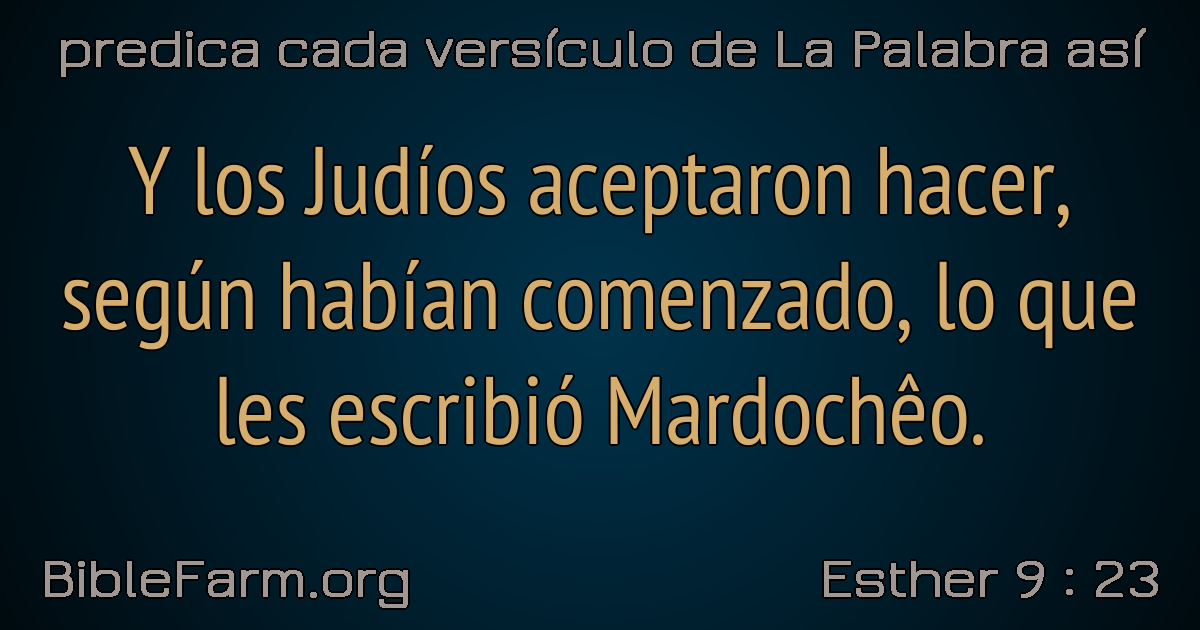 predica cada versículo de La Palabra así
Y los Judíos aceptaron hacer,
según habían comenzado, lo que
les escribió Mardochêo.
BibleFarm.org
Esther 9 : 23